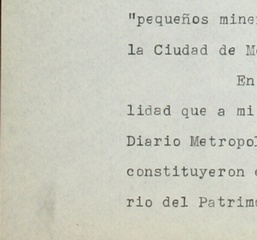 "pequeños mine
la Ciudad de M
En
lidad que a mi
Diario Metropol
constituyeron e
rio del Patrim